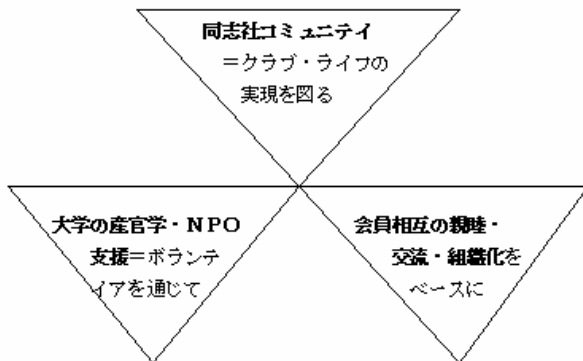 同志社コミュニテイ
＝クラブ・ライフの
実現を図る
大学の産官学・ＮＰＯ
支援＝ボランテ
イアを通じて
会員相互の親睦・
交流・組織化を
ベースに